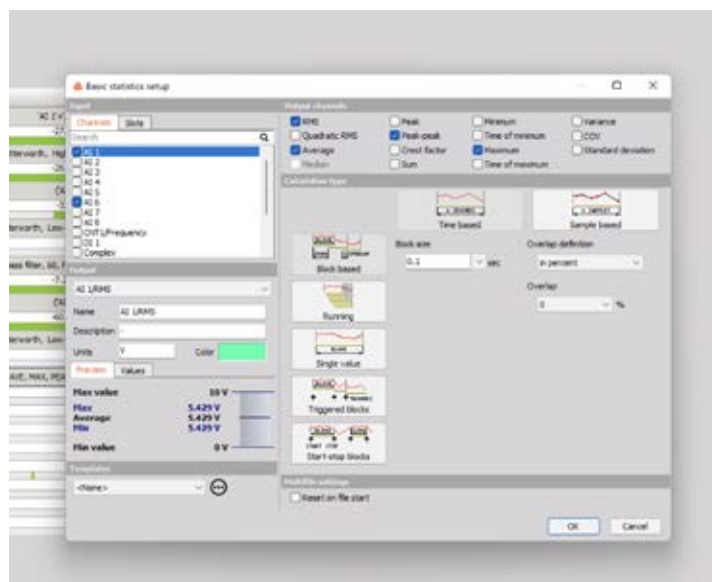 Basic statistics setup
Input
Channels
Slots
Search
AI 1
AI 2
AI 3
AI 4
AI 5
AI 6
AI 7
AI 8
CNT1/Frequency
DI 1
Complex
Output
AI 1/RMS
Name
AI 1/RMS
Description
-
Units
V
Color
Preview
Values
Max value
10 V
Max
5.429 V
Average
5.429 V
Min
5.429 V
Min value
0 V
Templates
<None>
Output channels
RMS
Peak
Minimum
Variance
Quadratic RMS
Peak-peak
Time of minimum
COV
Average
Crest factor
Maximum
Standard deviation
Median
Sum
Time of maximum
Calculation type
Time based
Sample based
Block based
Running
Single value
Triggered blocks
Start-stop blocks
Block size
0.1
sec
Overlap definition
in percent
Overlap
0
%
Multifile settings
Reset on file start
OK
Cancel